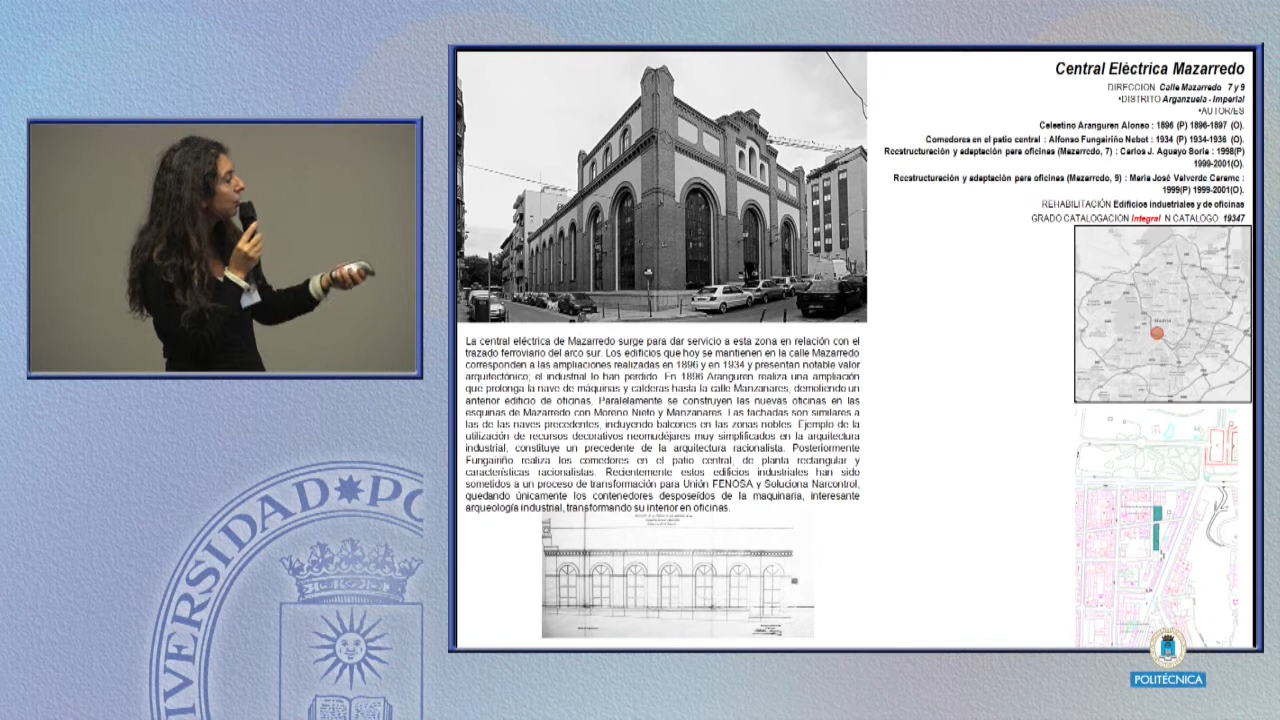 Central Eléctrica Mazarredo
DIRECCION Calle Mazarredo 7 y 9
•DISTRITO Arganzuela - Imperial
•AUTOR/ES
Celestino Aranguren Alonso : 1896 (P) 1896-1897 (O).
Comedores en el patio central : Alfonso Fungairiño Nebot : 1934 (P) 1934-1936 (O).
Reestructuración y adaptación para oficinas (Mazarredo, 7) : Carlos J. Aguayo Soria : 1998(P)
1999-2001(O).
Reestructuración y adaptación para oficinas (Mazarredo, 9) : Maria José Valverde Carame :
1999(P) 1999-2001(O).
REHABILITACIÓN Edificios industriales y de oficinas
GRADO CATALOGACION Integral N CATALOGO 19347
Madrid
La central eléctrica de Mazarredo surge para dar servicio a esta zona en relación con el
trazado ferroviario del arco sur. Los edificios que hoy se mantienen en la calle Mazarredo
corresponden a las ampliaciones realizadas en 1896 y en 1934 y presentan notable valor
arquitectónico; el industrial lo han perdido. En 1896 Aranguren realiza una ampliación
que prolonga la nave de máquinas y calderas hasta la calle Manzanares, demoliendo un
anterior edificio de oficinas. Paralelamente se construyen las nuevas oficinas en las
esquinas de Mazarredo con Moreno Nieto y Manzanares. Las fachadas son similares a
las de las naves precedentes, incluyendo balcones en las zonas nobles. Ejemplo de la
utilización de recursos decorativos neomudéjares muy simplificados en la arquitectura
industrial, constituye un precedente de la arquitectura racionalista. Posteriormente
Fungairiño realiza los comedores en el patio central, de planta rectangular y
características racionalistas. Recientemente estos edificios industriales han sido
sometidos a un proceso de transformación para Unión FENOSA y Soluciona Narcontrol,
quedando únicamente los contenedores desposeídos de la maquinaria, interesante
arqueología industrial, transformando su interior en oficinas.
VERSIDAD PO
POLITÉCNICA